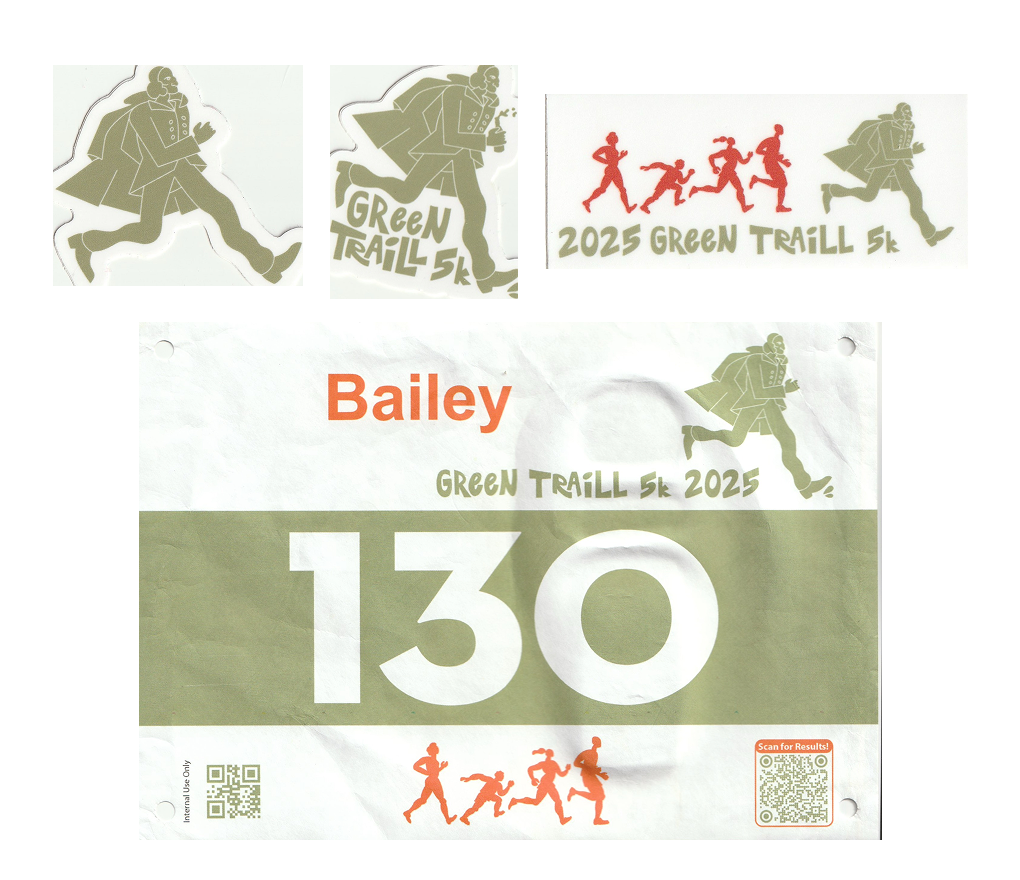 GREEN
TRAILL 5k
2025 GREEN TRAILL 5k
Bailey
GREEN TRAILL 5k 2025
130
Internal Use Only
Scan for Results!